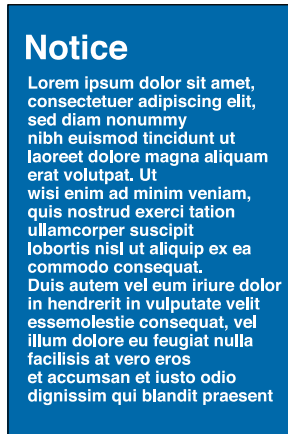 Notice
Lorem ipsum dolor sit amet,
consectetuer adipiscing elit,
sed diam nonummy
nibh euismod tincidunt ut
laoreet dolore magna aliquam
erat volutpat. Ut
wisi enim ad minim veniam,
quis nostrud exerci tation
ullamcorper suscipit
lobortis nisl ut aliquip ex ea
commodo consequat.
Duis autem vel eum iriure dolor
in hendrerit in vulputate velit
essemolestie consequat, vel
illum dolore eu feugiat nulla
facilisis at vero eros
et accumsan et iusto odio
dignissim qui blandit praesent